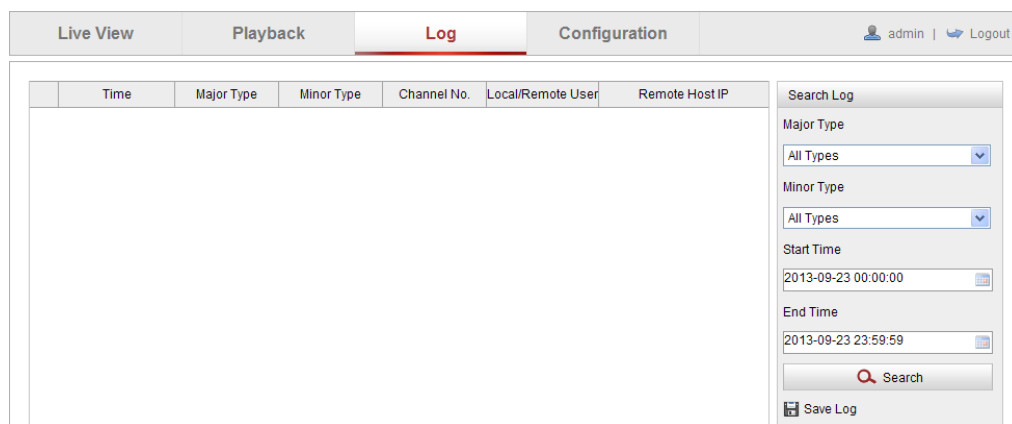 Live View Playback Log Configuration admin | Logout
Time Major Type Minor Type Channel No. Local/Remote User Remote Host IP
Search Log
Major Type
All Types
Minor Type
All Types
Start Time
2013-09-23 00:00:00
End Time
2013-09-23 23:59:59
Search
Save Log